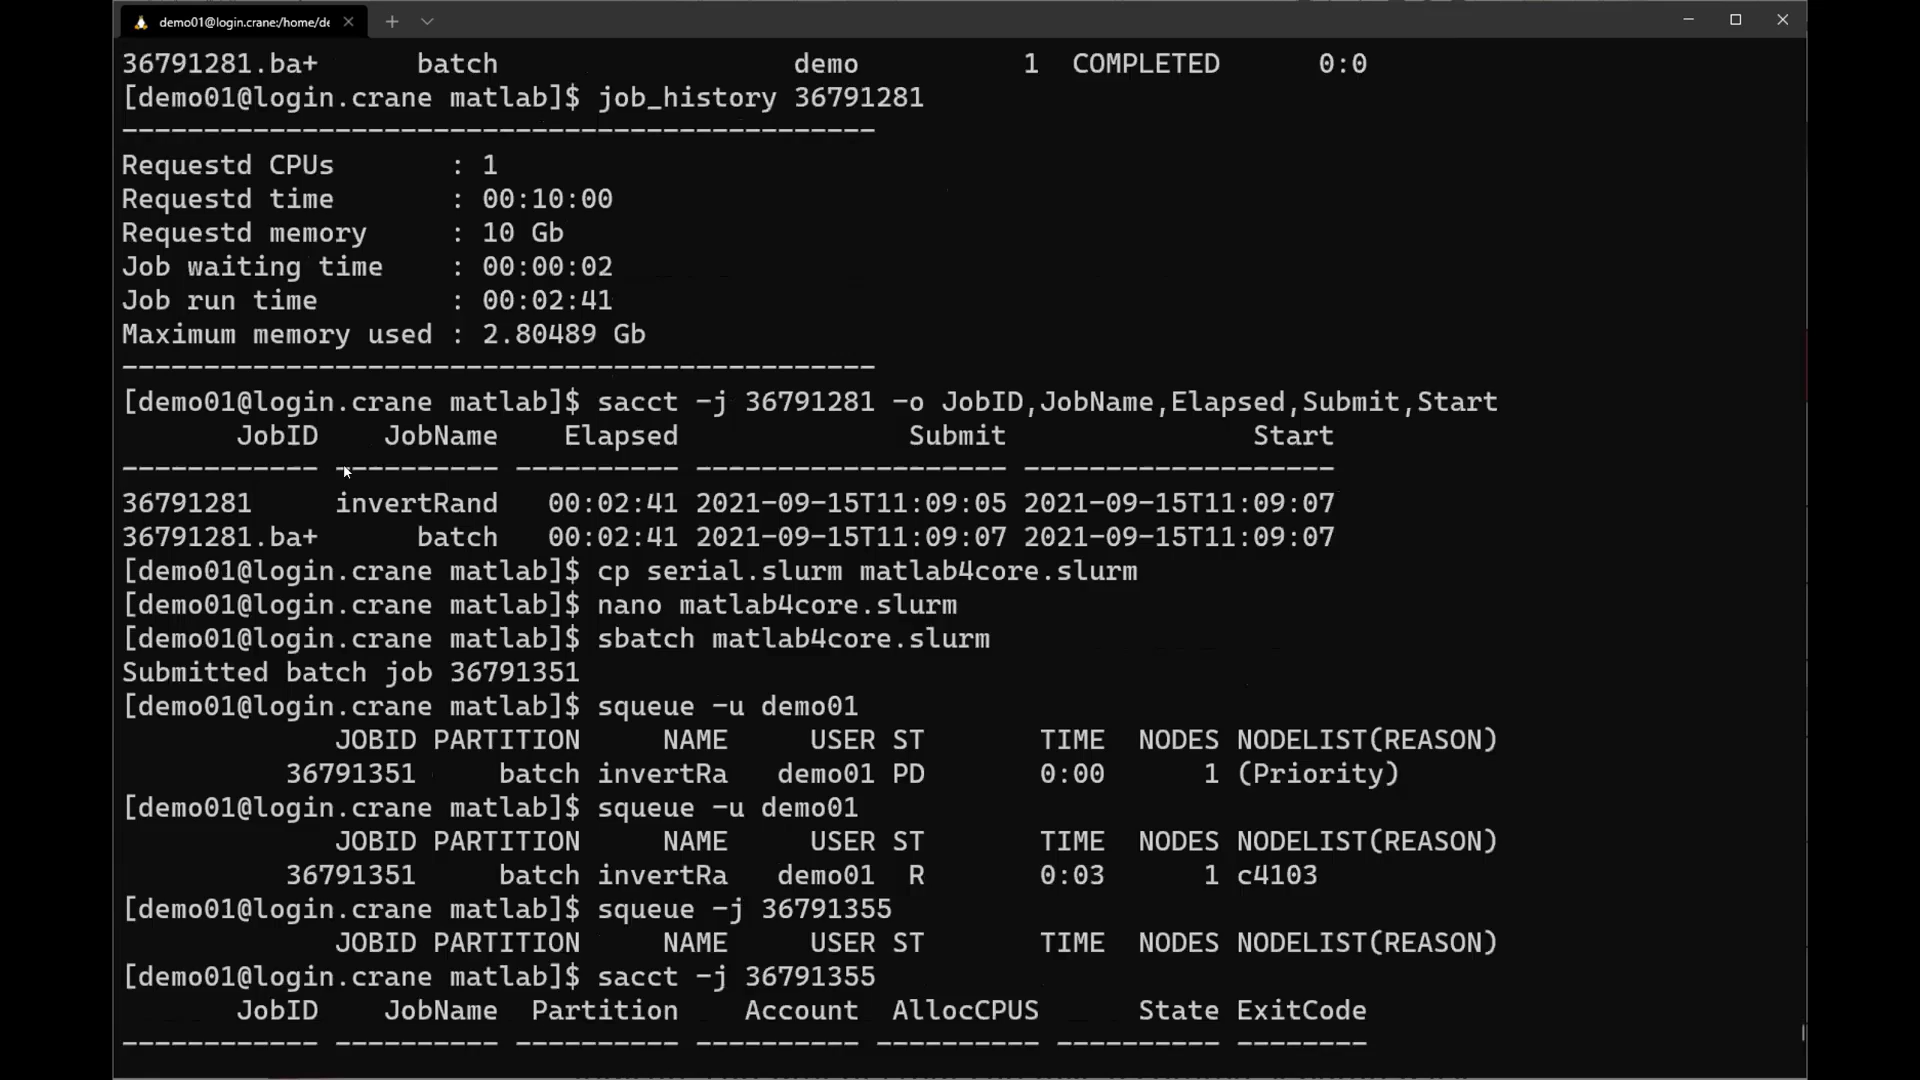 demo01@login.crane:/home/de
36791281.ba+      batch                  demo          1  COMPLETED      0:0
[demo01@login.crane matlab]$ job_history 36791281
----------------------------------------------
Requestd CPUs       : 1
Requestd time       : 00:10:00
Requestd memory     : 10 Gb
Job waiting time    : 00:00:02
Job run time        : 00:02:41
Maximum memory used : 2.80489 Gb
----------------------------------------------
[demo01@login.crane matlab]$ sacct -j 36791281 -o JobID,JobName,Elapsed,Submit,Start
       JobID    JobName    Elapsed              Submit               Start
------------ ---------- ---------- ------------------- -------------------
36791281     invertRand   00:02:41 2021-09-15T11:09:05 2021-09-15T11:09:07
36791281.ba+      batch   00:02:41 2021-09-15T11:09:07 2021-09-15T11:09:07
[demo01@login.crane matlab]$ cp serial.slurm matlab4core.slurm
[demo01@login.crane matlab]$ nano matlab4core.slurm
[demo01@login.crane matlab]$ sbatch matlab4core.slurm
Submitted batch job 36791351
[demo01@login.crane matlab]$ squeue -u demo01
             JOBID PARTITION     NAME     USER ST       TIME  NODES NODELIST(REASON)
          36791351     batch invertRa   demo01 PD       0:00      1 (Priority)
[demo01@login.crane matlab]$ squeue -u demo01
             JOBID PARTITION     NAME     USER ST       TIME  NODES NODELIST(REASON)
          36791351     batch invertRa   demo01  R       0:03      1 c4103
[demo01@login.crane matlab]$ squeue -j 36791355
             JOBID PARTITION     NAME     USER ST       TIME  NODES NODELIST(REASON)
[demo01@login.crane matlab]$ sacct -j 36791355
       JobID    JobName  Partition    Account  AllocCPUS      State ExitCode
------------ ---------- ---------- ---------- ---------- ---------- --------